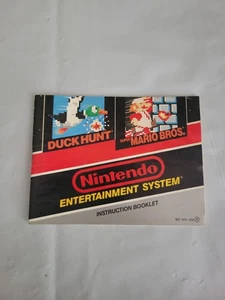 DUCK HUNT
SUPER MARIO BROS.
Nintendo
ENTERTAINMENT SYSTEM
INSTRUCTION BOOKLET